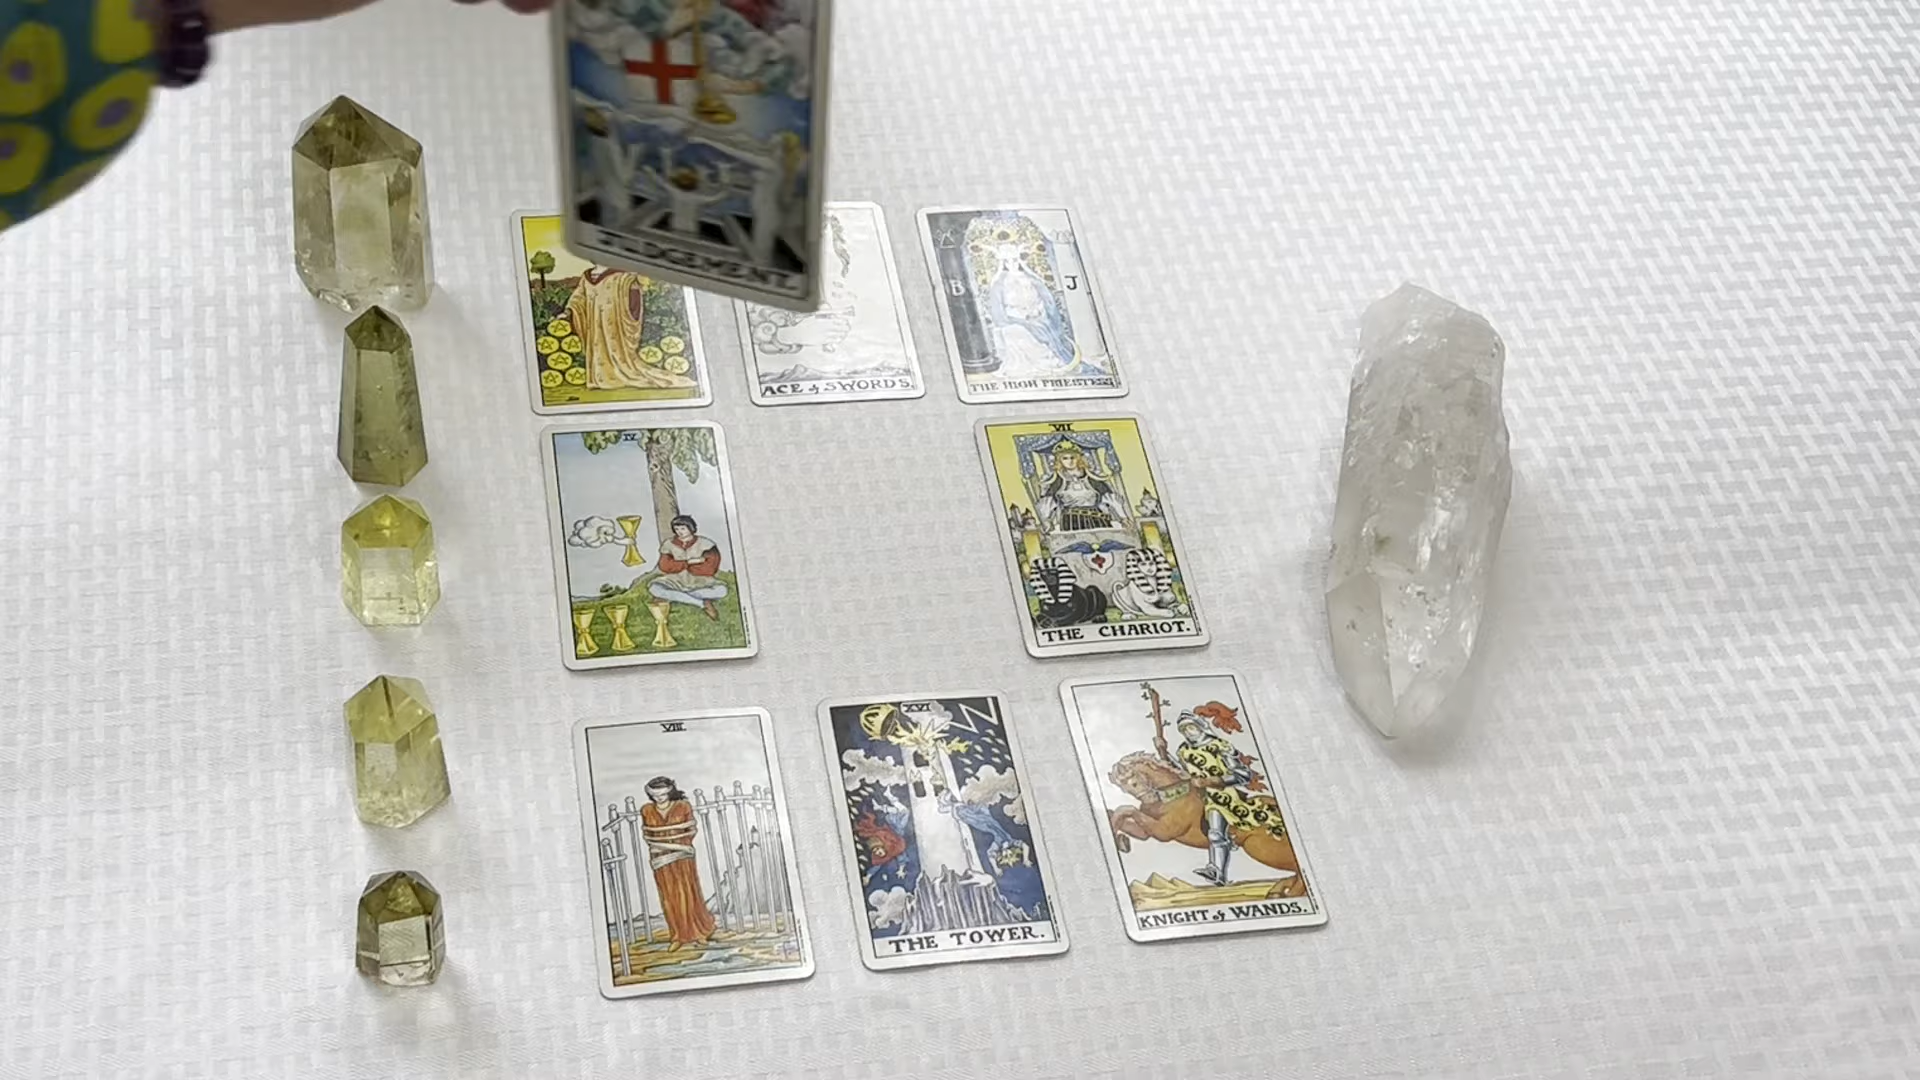 JUDGEMENT
ACE of SWORDS.
B J
THE HIGH PRIESTESS
IV
VII
THE CHARIOT.
VIII
XVI
THE TOWER.
KNIGHT of WANDS.